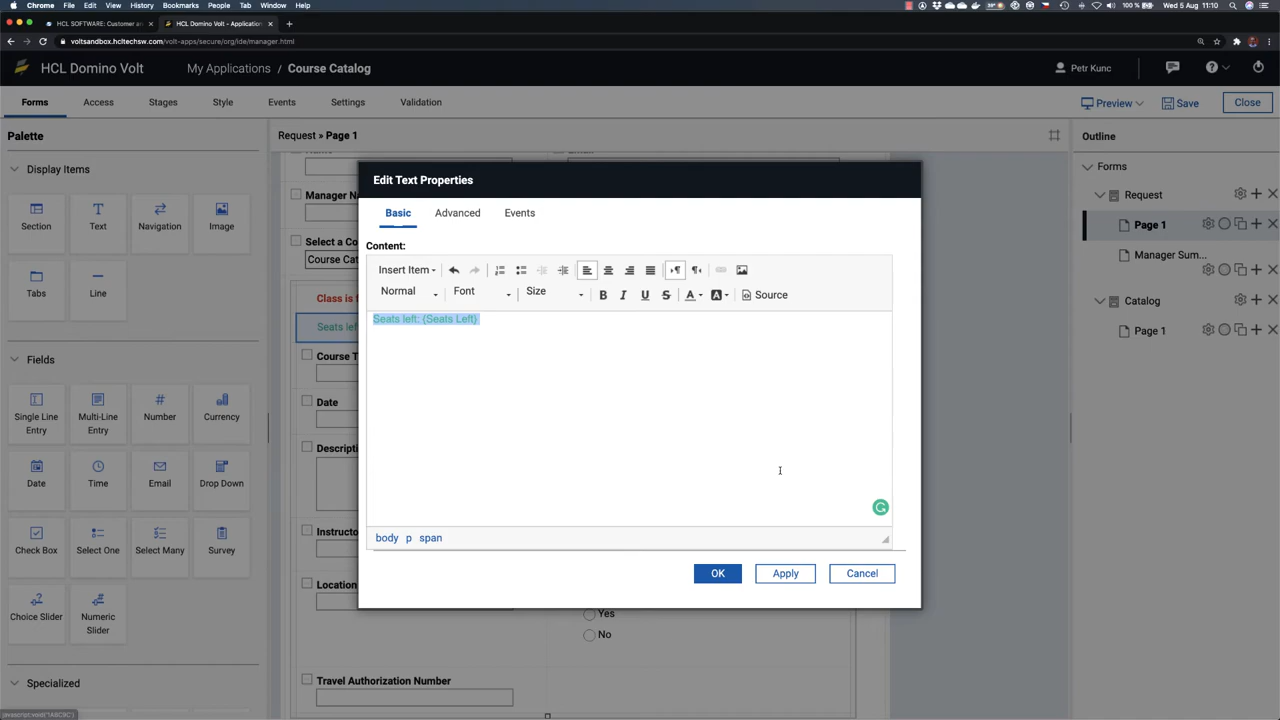 Chrome File Edit View History Bookmarks People Tab Window Help
100 % Wed 5 Aug 11:10
HCL SOFTWARE: Customer an
HCL Domino Volt - Application
voltsandbox.hcltechsw.com/volt-apps/secure/org/ide/manager.html
HCL Domino Volt
My Applications / Course Catalog
Petr Kunc
Forms Access Stages Style Events Settings Validation
Preview Save Close
Palette
Display Items
Section Text Navigation Image
Tabs Line
Fields
Single Line Entry
Multi-Line Entry
Number
Currency
Date Time Email Drop Down
Check Box Select One Select Many Survey
Choice Slider
Numeric Slider
Specialized
javascript:void("1A8C9C")
Request » Page 1
Manager Na
Select a Co
Course Cat
Class is f
Seats lef
Course T
Date
Descripti
Instructo
Location
Yes
No
Travel Authorization Number
Edit Text Properties
Basic Advanced Events
Content:
Insert Item
Normal Font Size
Source
Seats left: {Seats Left}
body p span
OK Apply Cancel
Outline
Forms
Request
Page 1
Manager Sum...
Catalog
Page 1